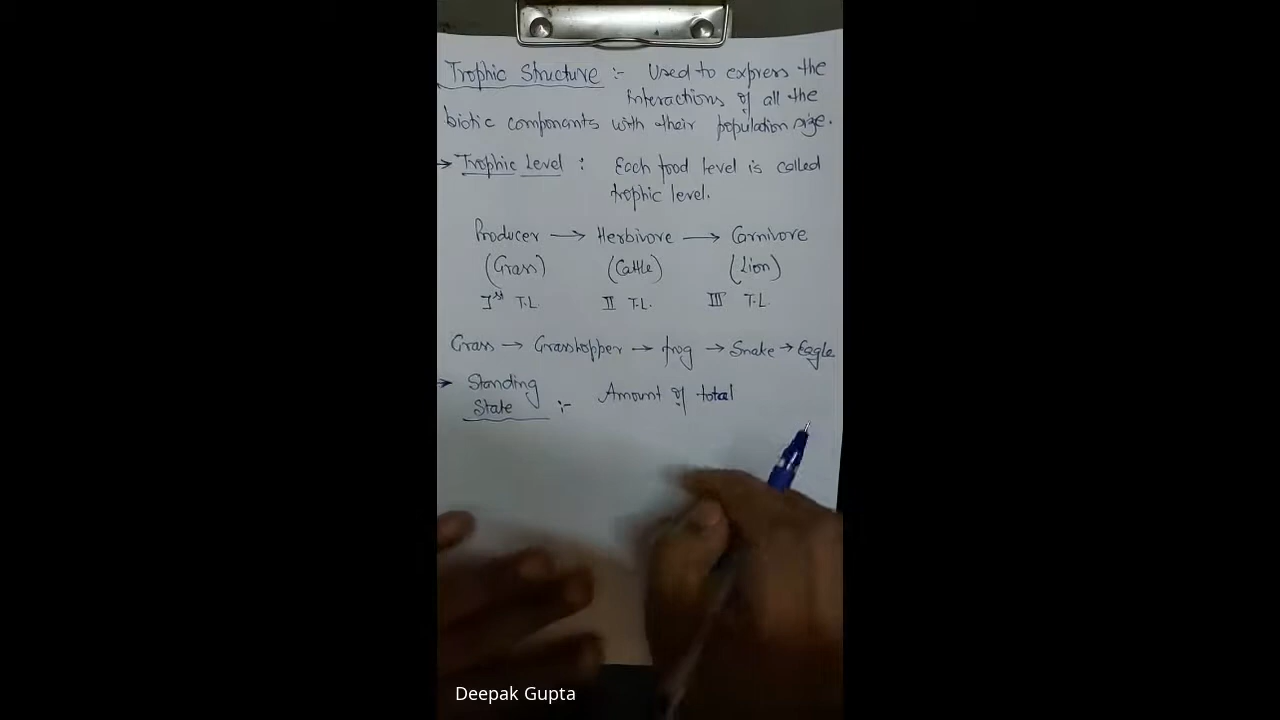 Trophic Structure :- Used to express the
interactions of all the
biotic components with their population size.
→ Trophic Level : Each food level is called
trophic level.
Producer → Herbivore → Carnivore
(Grass) (Cattle) (Lion)
Ist T.L. II T.L. III T.L.
Grass → Grasshopper → frog → Snake → Eagle
→ Standing
State :- Amount of total
Deepak Gupta